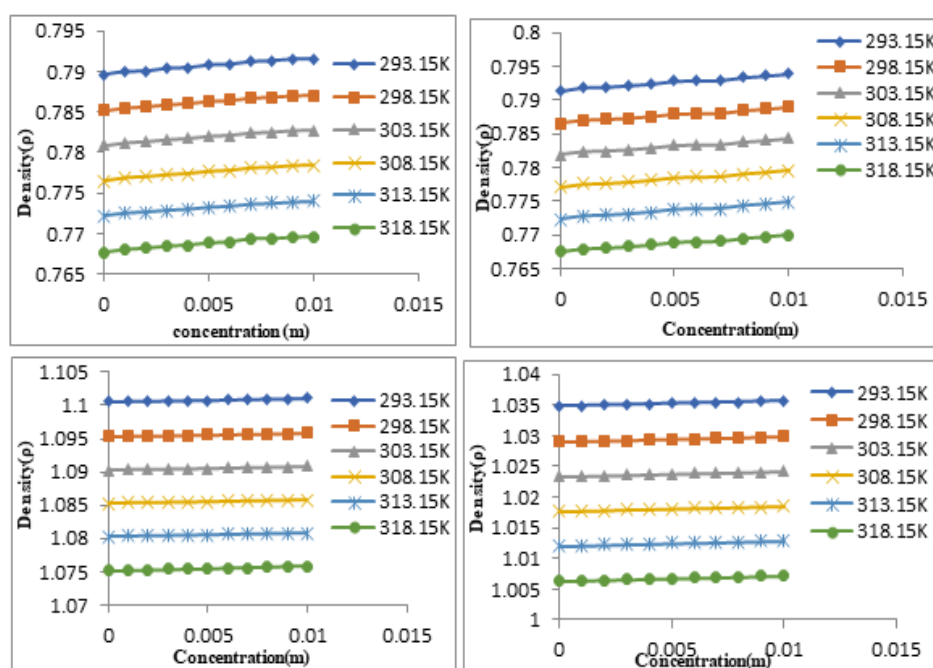 0.795
0.79
0.785
0.78
0.775
0.77
0.765
Density(ρ)
293.15K
298.15K
303.15K
308.15K
313.15K
318.15K
0 0.005 0.01 0.015
concentration(m)
0.8
0.795
0.79
0.785
0.78
0.775
0.77
0.765
Density(ρ)
293.15K
298.15K
303.15K
308.15K
313.15K
318.15K
0 0.005 0.01 0.015
Concentration(m)
1.105
1.1
1.095
1.09
1.085
1.08
1.075
1.07
Density(ρ)
293.15K
298.15K
303.15K
308.15K
313.15K
318.15K
0 0.005 0.01 0.015
Concentration(m)
1.04
1.035
1.03
1.025
1.02
1.015
1.01
1.005
1
Density(ρ)
293.15K
298.15K
303.15K
308.15K
313.15K
318.15K
0 0.005 0.01 0.015
Concentration(m)